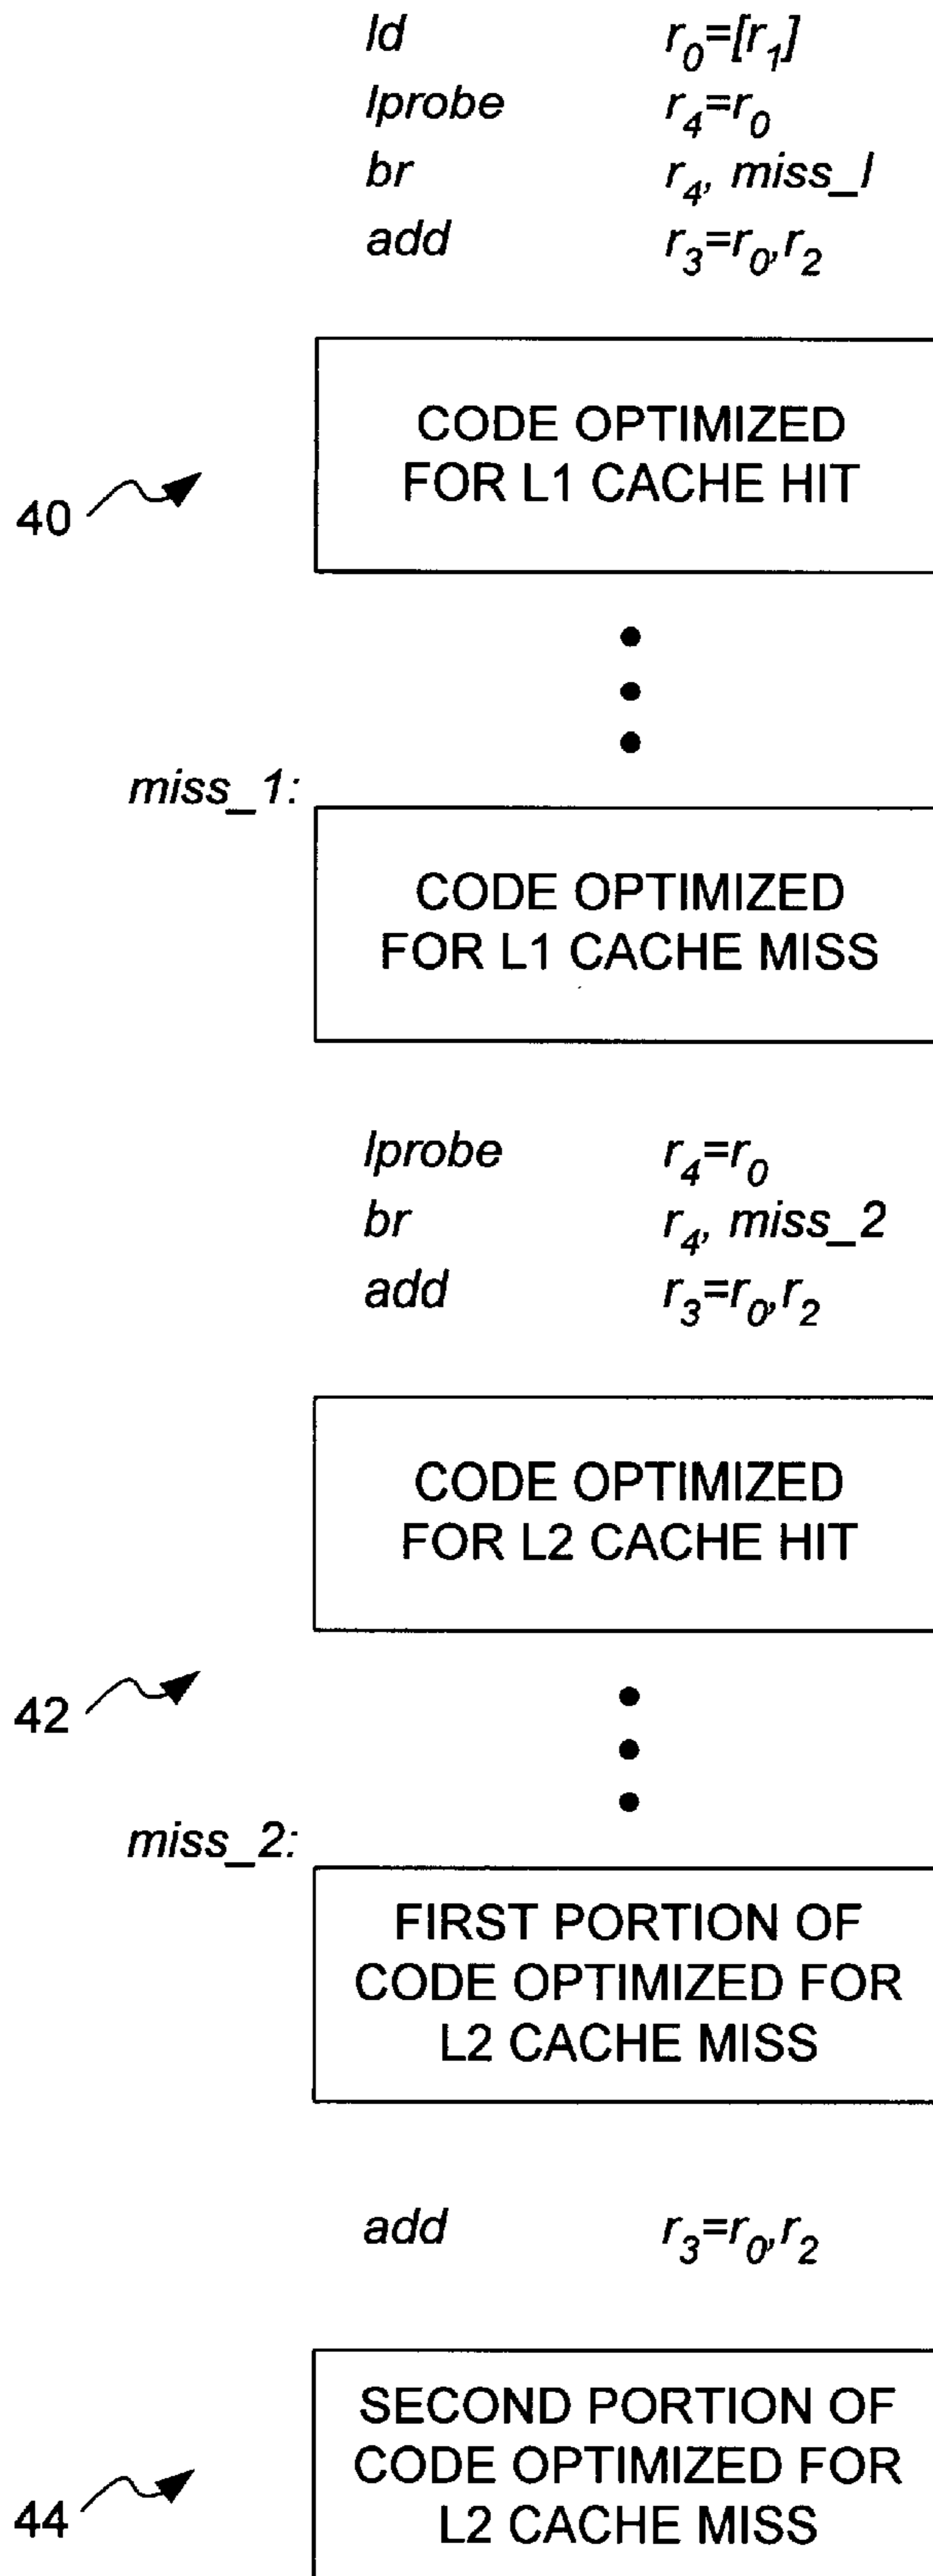 ld r0=[r1]
lprobe r4=r0
br r4, miss_l
add r3=r0,r2
CODE OPTIMIZED
FOR L1 CACHE HIT
40
miss_1:
CODE OPTIMIZED
FOR L1 CACHE MISS
lprobe r4=r0
br r4, miss_2
add r3=r0,r2
CODE OPTIMIZED
FOR L2 CACHE HIT
42
miss_2:
FIRST PORTION OF
CODE OPTIMIZED FOR
L2 CACHE MISS
add r3=r0,r2
SECOND PORTION OF
CODE OPTIMIZED FOR
L2 CACHE MISS
44